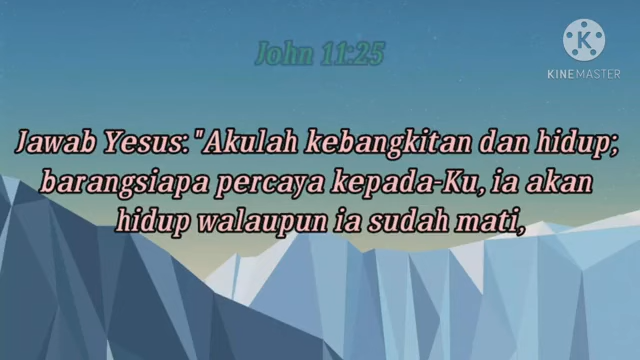 John 11:25
KINEMASTER
Jawab Yesus: "Akulah kebangkitan dan hidup;
barangsiapa percaya kepada-Ku, ia akan
hidup walaupun ia sudah mati,